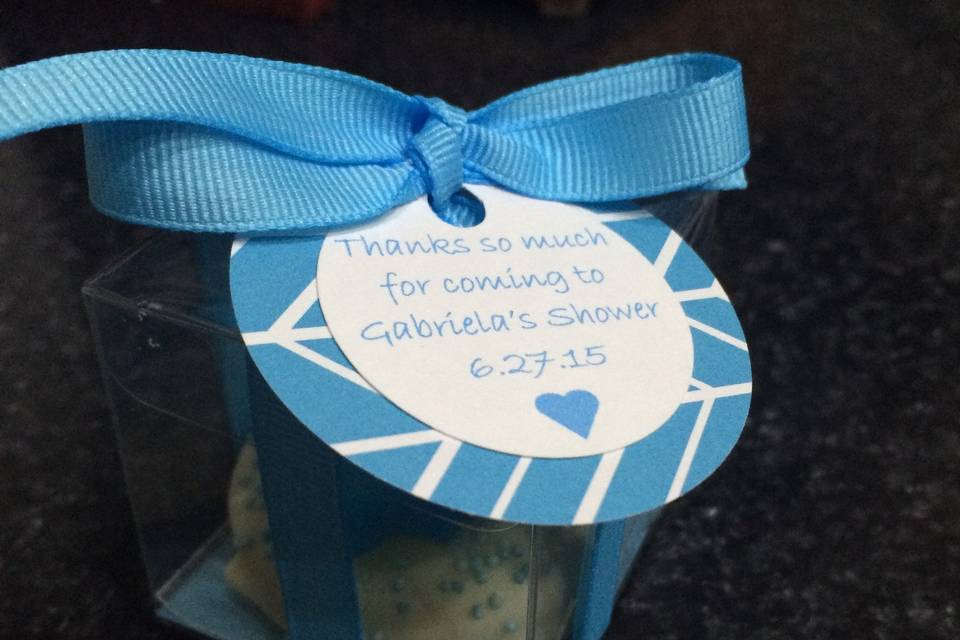 Thanks so much
for coming to
Gabriela's Shower
6.27.15